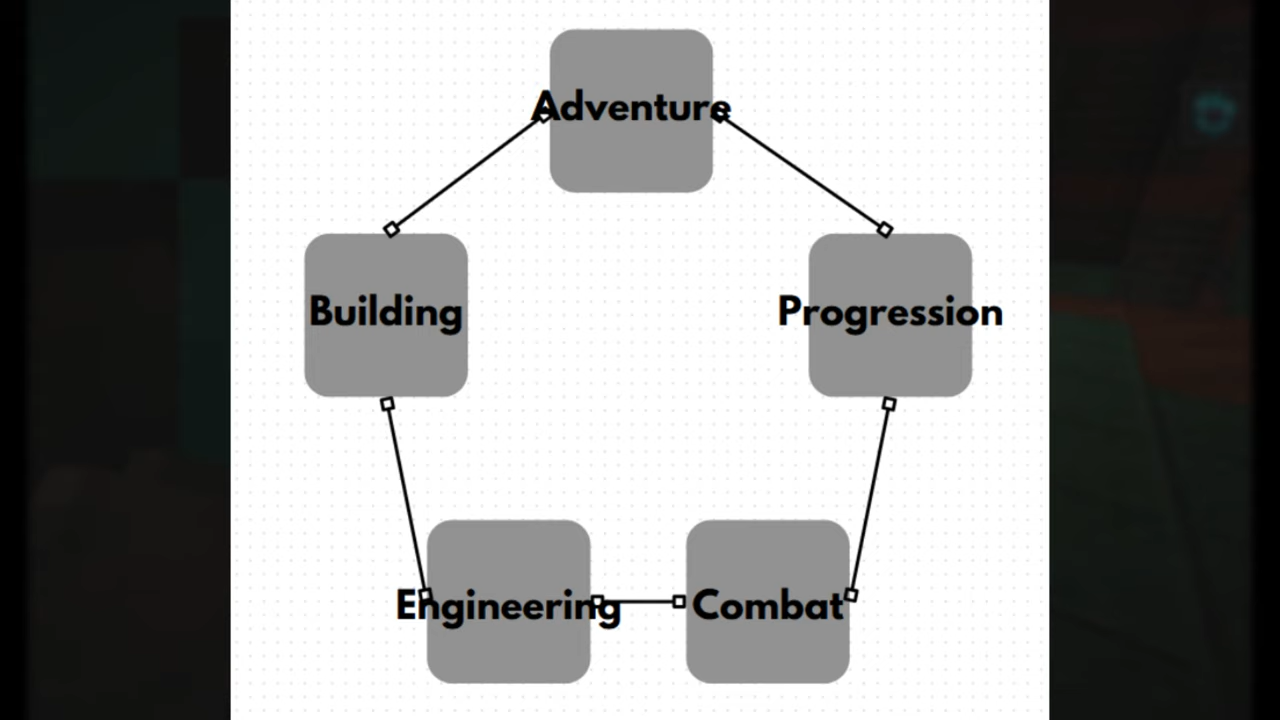 Adventure
Building
Progression
Engineering
Combat